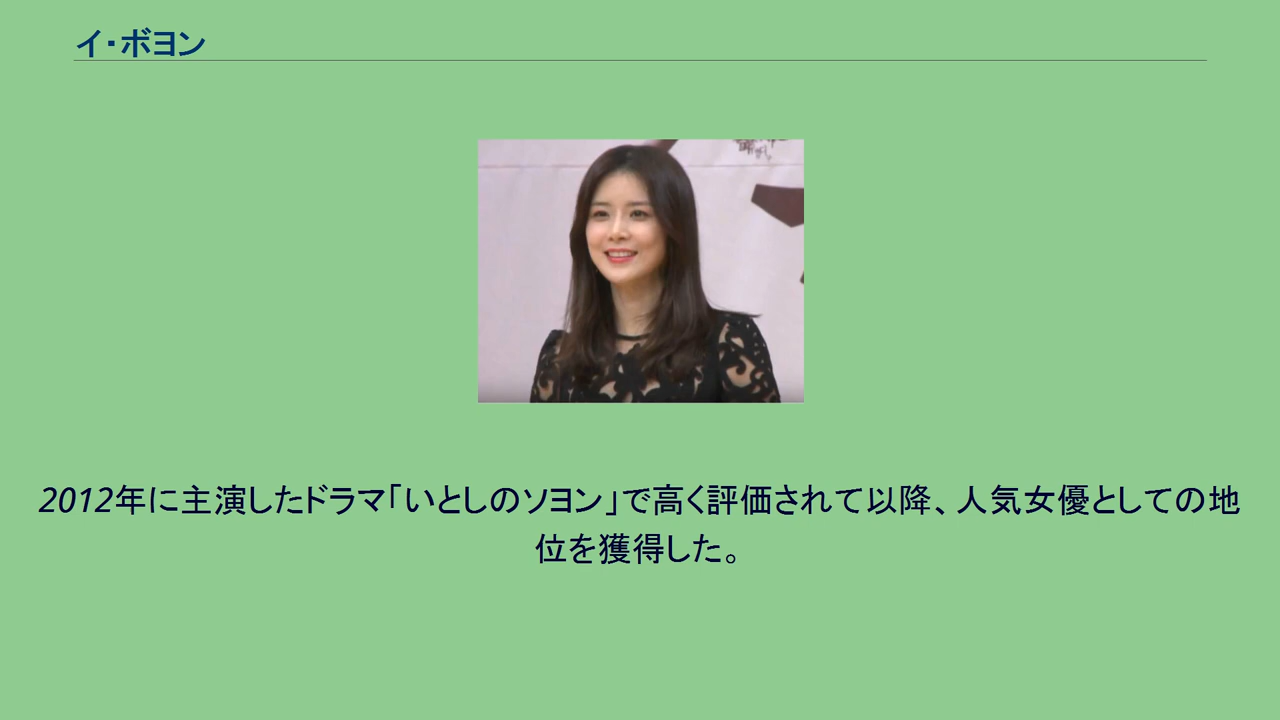 イ・ボヨン
2012年に主演したドラマ「いとしのソヨン」で高く評価されて以降、人気女優としての地
位を獲得した。